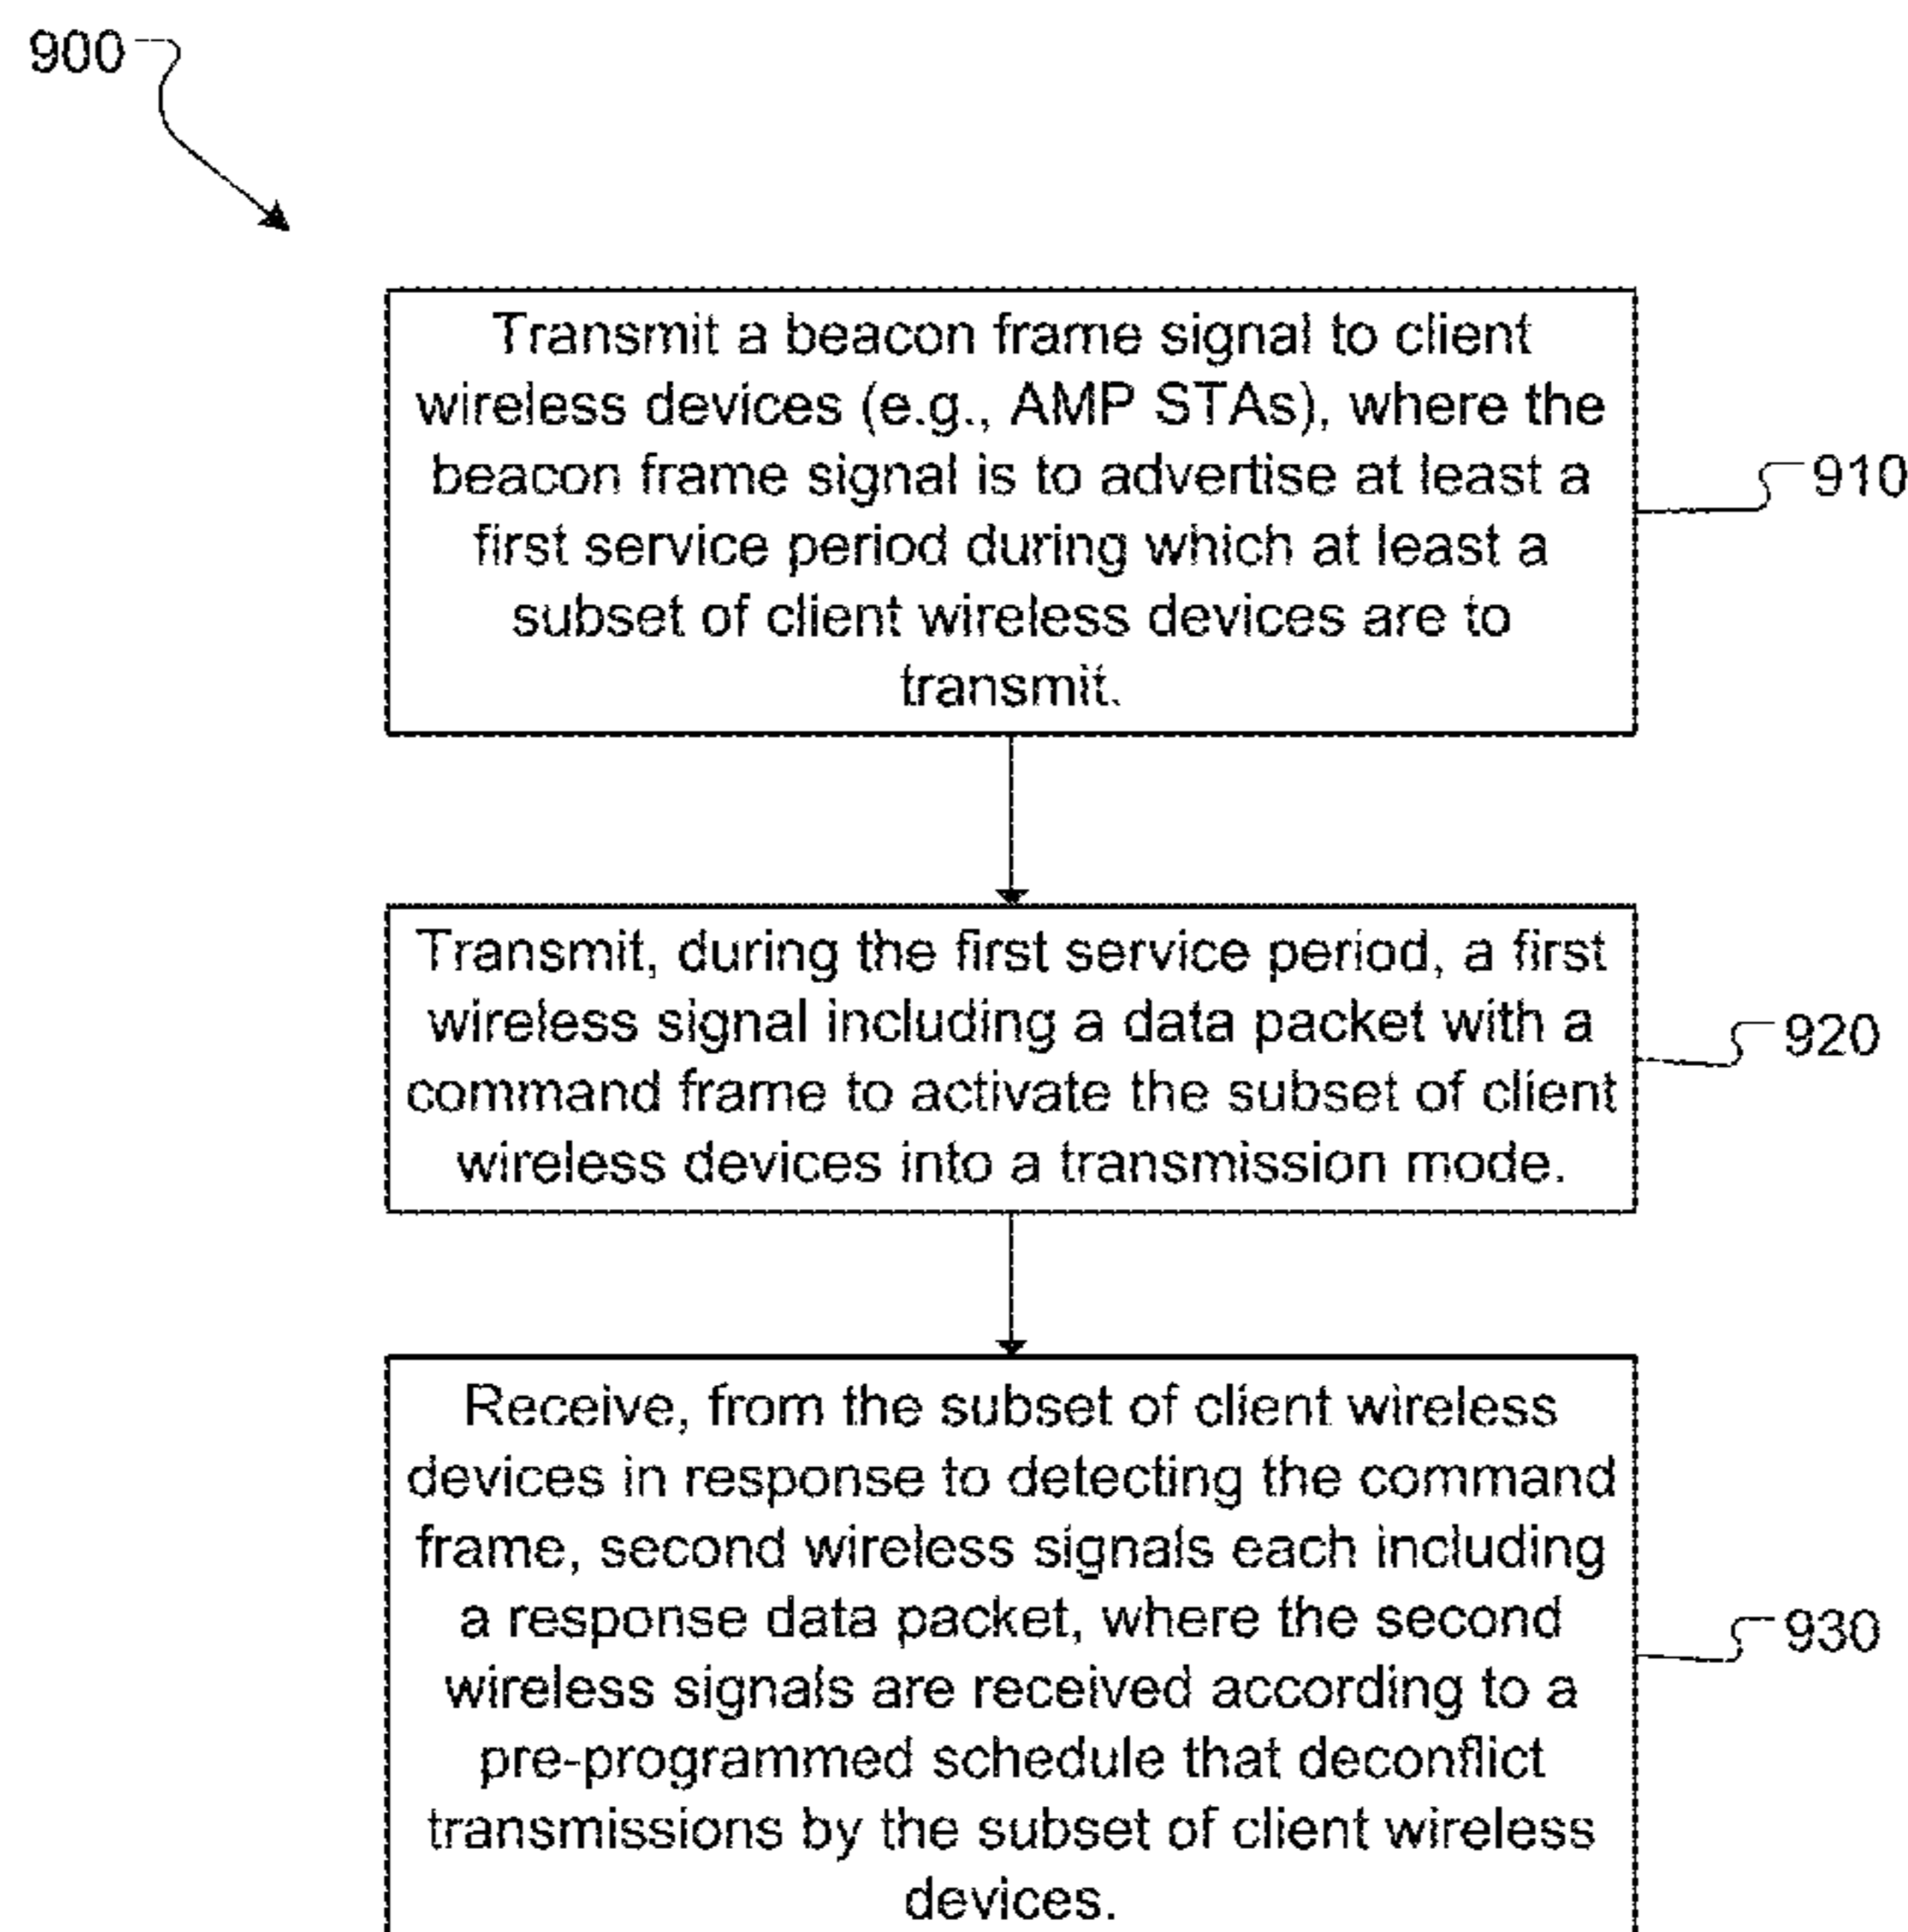 900
Transmit a beacon frame signal to client
wireless devices (e.g., AMP STAs), where the
beacon frame signal is to advertise at least a
first service period during which at least a
subset of client wireless devices are to
transmit.
910
Transmit, during the first service period, a first
wireless signal including a data packet with a
command frame to activate the subset of client
wireless devices into a transmission mode.
920
Receive, from the subset of client wireless
devices in response to detecting the command
frame, second wireless signals each including
a response data packet, where the second
wireless signals are received according to a
pre-programmed schedule that deconflict
transmissions by the subset of client wireless
devices.
930